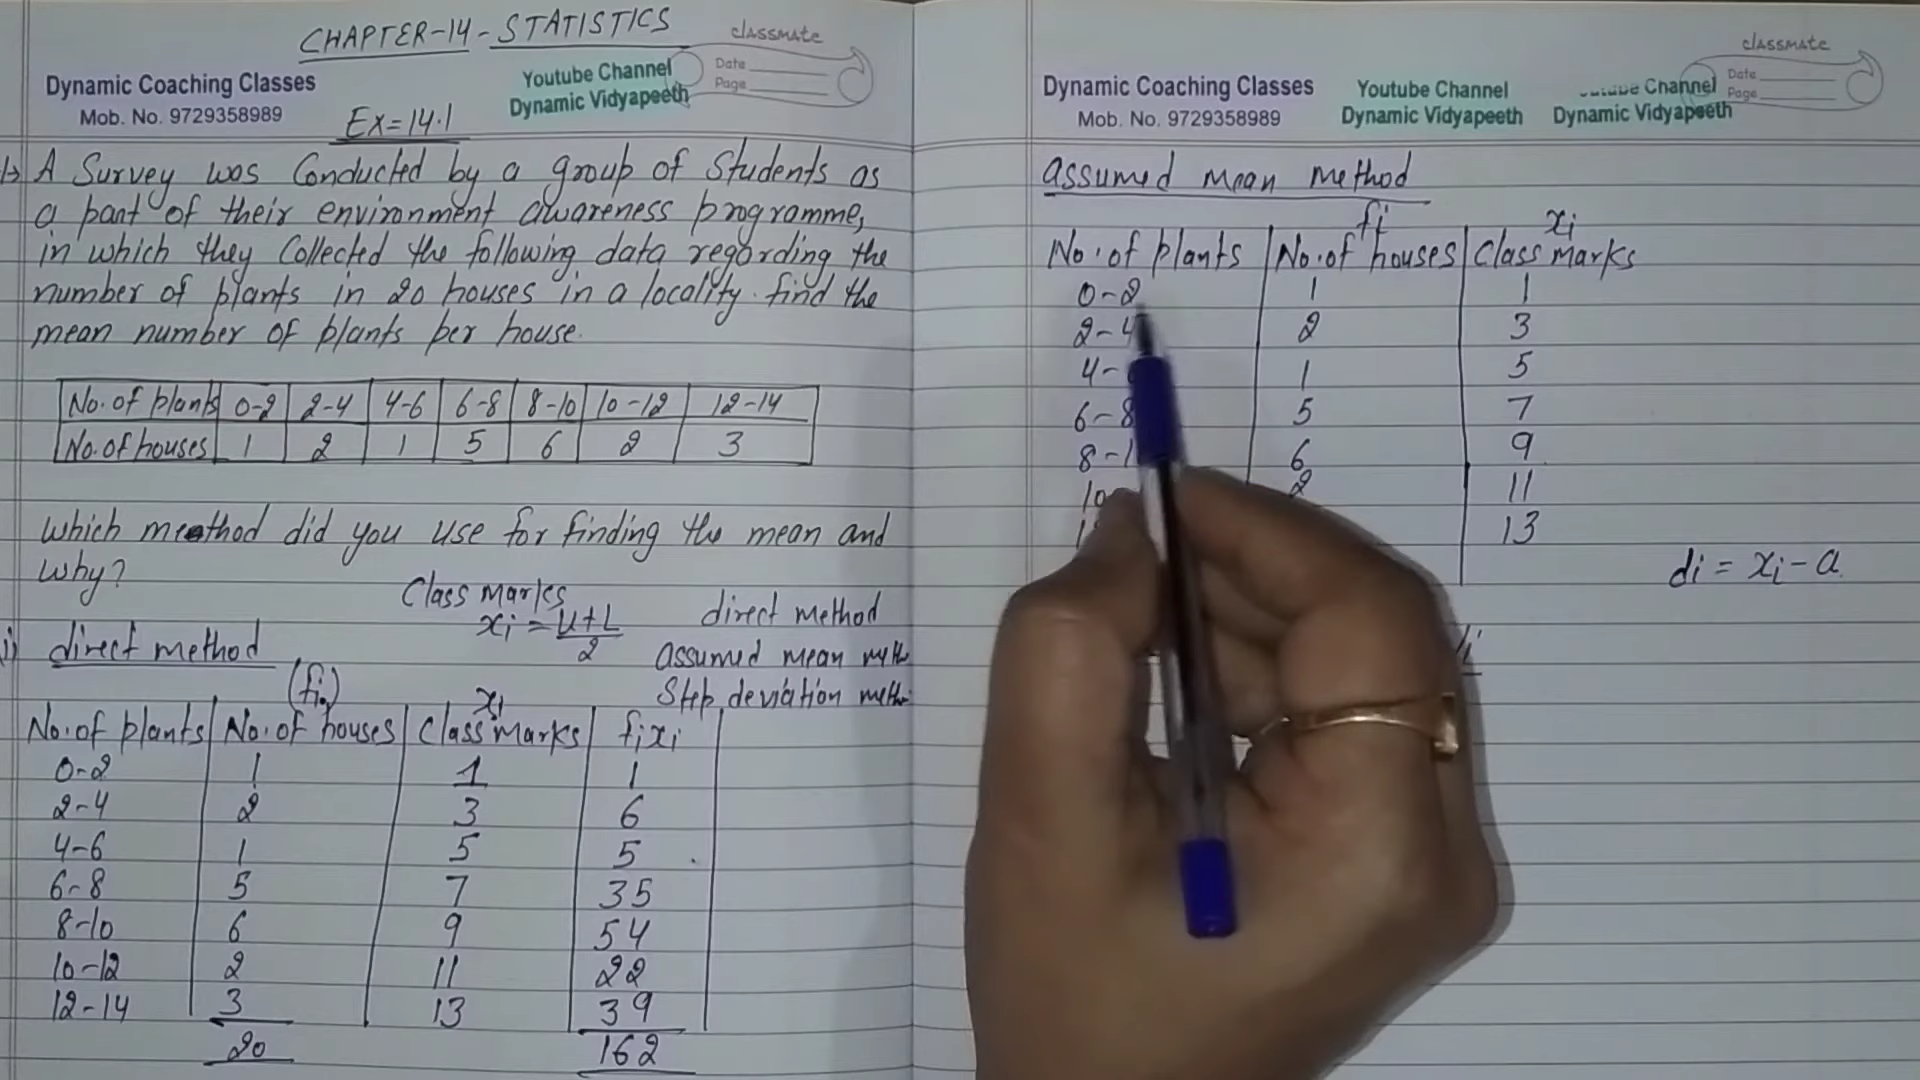 CHAPTER-14-STATISTICS
classmate
Date
Page
Dynamic Coaching Classes
Mob. No. 9729358989
Youtube Channel
Dynamic Vidyapeeth
Ex=14.1
1→ A Survey was Conducted by a group of Students as
a part of their environment awareness programme,
in which they Collected the following data regarding the
number of plants in 20 houses in a locality. find the
mean number of plants per house.
No. of plants 0-2 2-4 4-6 6-8 8-10 10-12 12-14
No. of houses 1 2 1 5 6 2 3
Which method did you use for finding the mean and
why?
Class marks
xi = U+L
2
direct method
assumed mean
Step deviation
i) direct method
(fi) xi
No. of plants No. of houses Class marks fixi
0-2 1 1 1
2-4 2 3 6
4-6 1 5 5
6-8 5 7 35
8-10 6 9 54
10-12 2 11 22
12-14 3 13 39
20 162
classmate
Date
Page
Dynamic Coaching Classes
Mob. No. 9729358989
Youtube Channel
Dynamic Vidyapeeth
Channel
Dynamic Vidyapeeth
assumed mean method
fi xi
No. of plants No. of houses Class marks
0-2 1 1
2-4 2 3
4- 1 5
6-8 5 7
8-1 6 9
10 2 11
13
di = xi - a